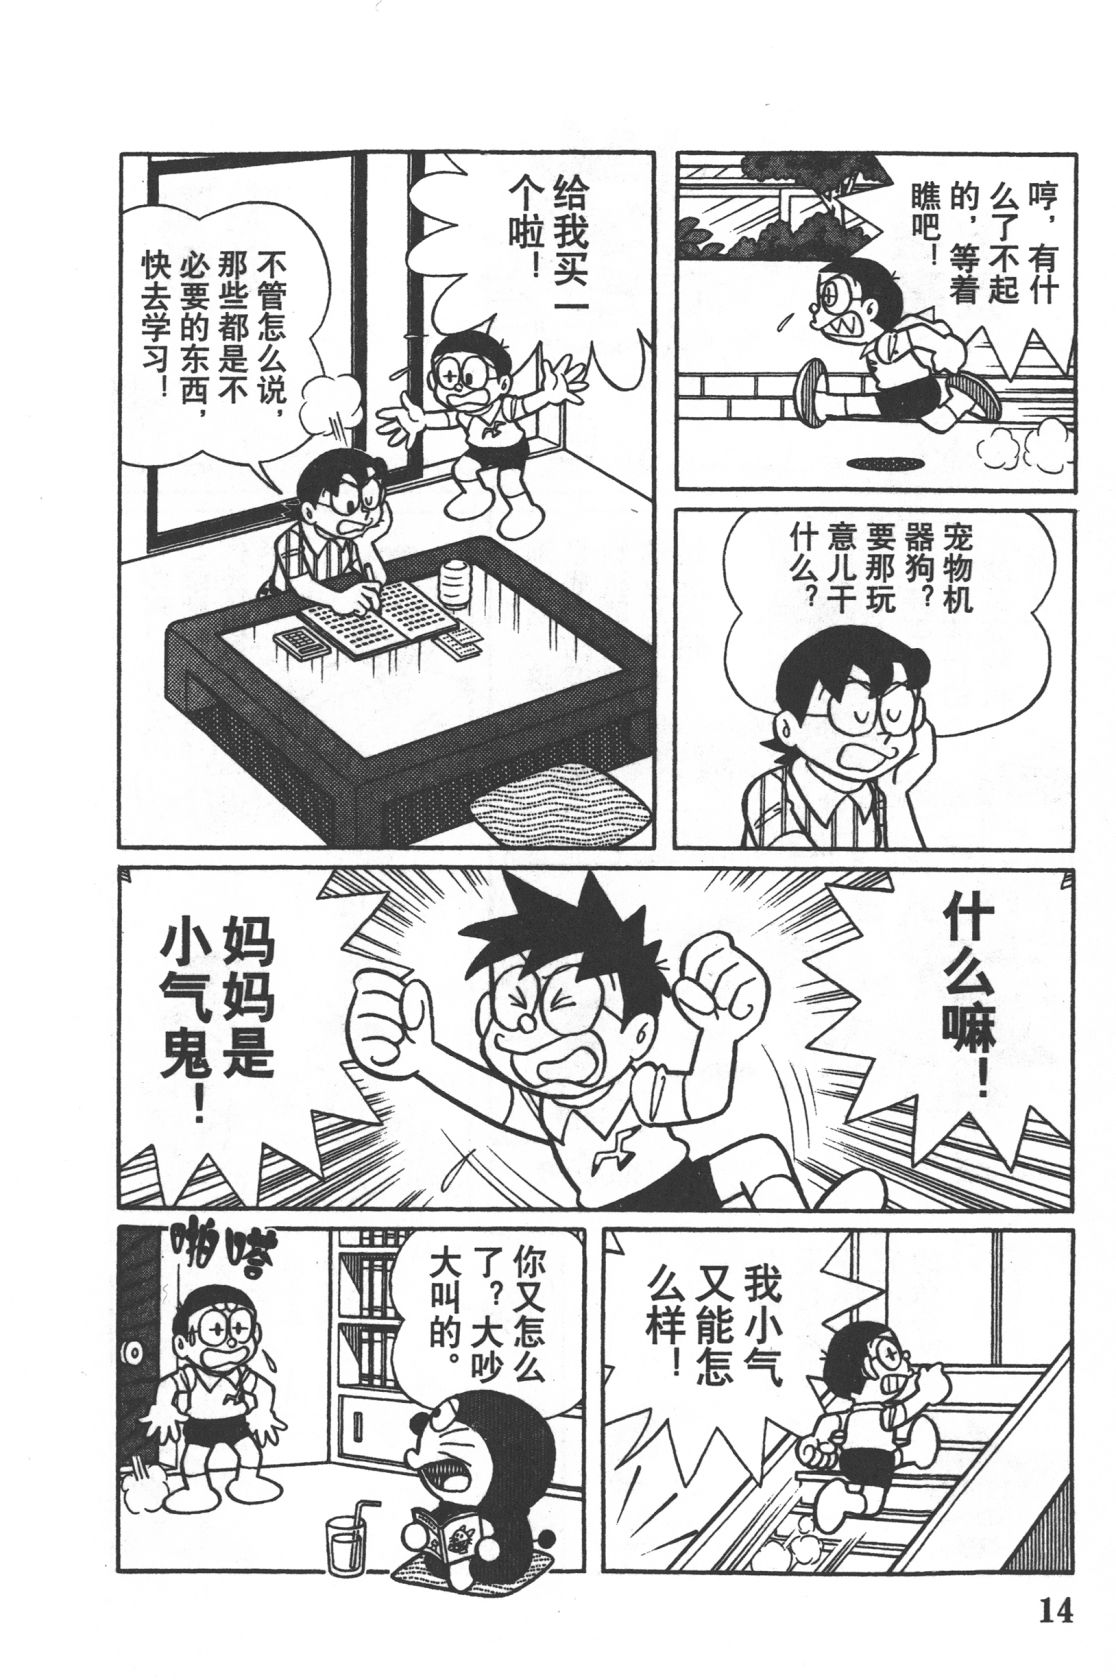 哼，有什
么了不起
的，等着
瞧吧！
宠物机
器狗？
要那玩
意儿干
什么？
给我买一
个啦！
不管怎么说，
那些都是不
必要的东西，
快去学习！
什么嘛！
妈妈是
小气鬼！
我小气
又能怎
么样！
啪嗒
你又怎么
了？大吵
大叫的。
14